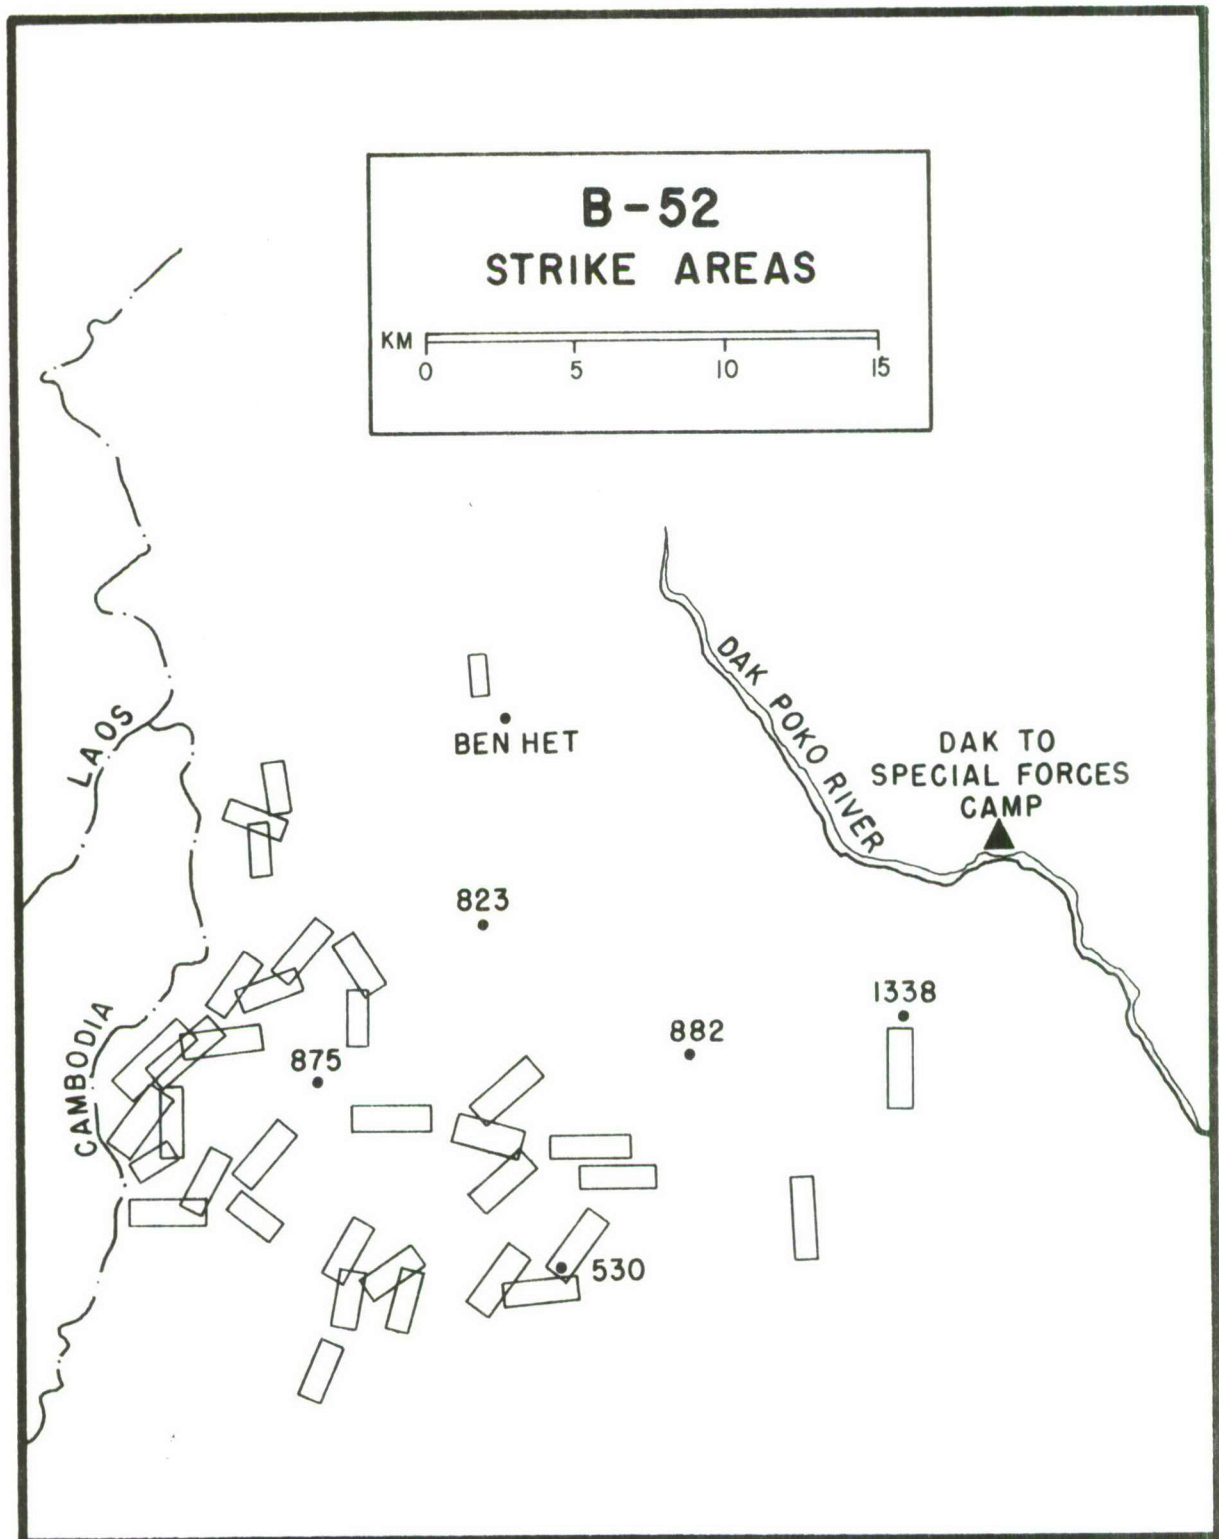 B-52
STRIKE AREAS
KM
0 5 10 15
DAK POKO RIVER
LAOS
BEN HET
DAK TO
SPECIAL FORCES
CAMP
823
1338
CAMBODIA
882
875
530